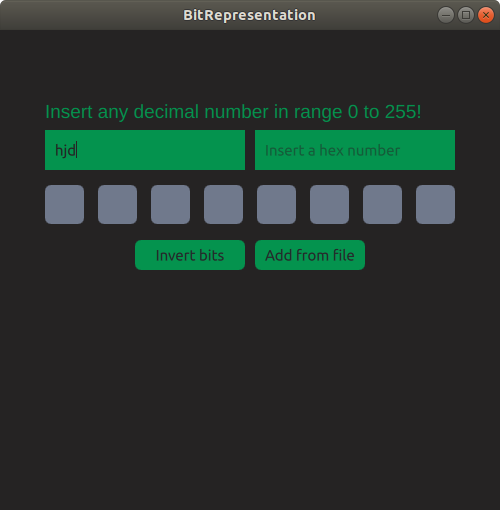 BitRepresentation
Insert any decimal number in range 0 to 255!
hjd
Insert a hex number
Invert bits
Add from file